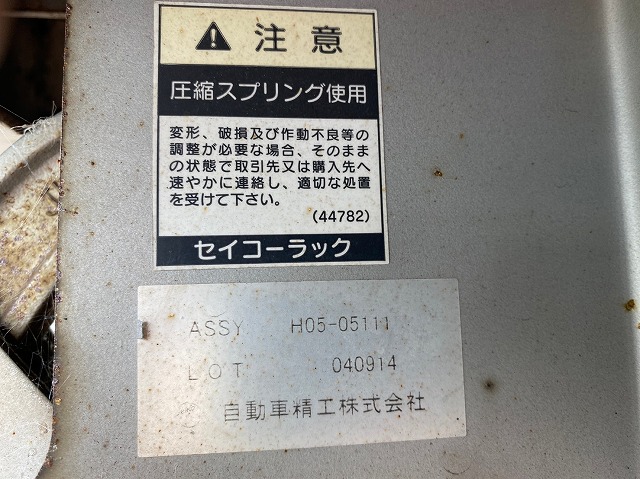 注意
圧縮スプリング使用
変形、破損及び作動不良等の
調整が必要な場合、そのまま
の状態で取引先又は購入先へ
速やかに連絡し、適切な処置
を受けて下さい。
(44782)
セイコーラック
ASSY H05-05111
LOT 040914
自動車精工株式会社